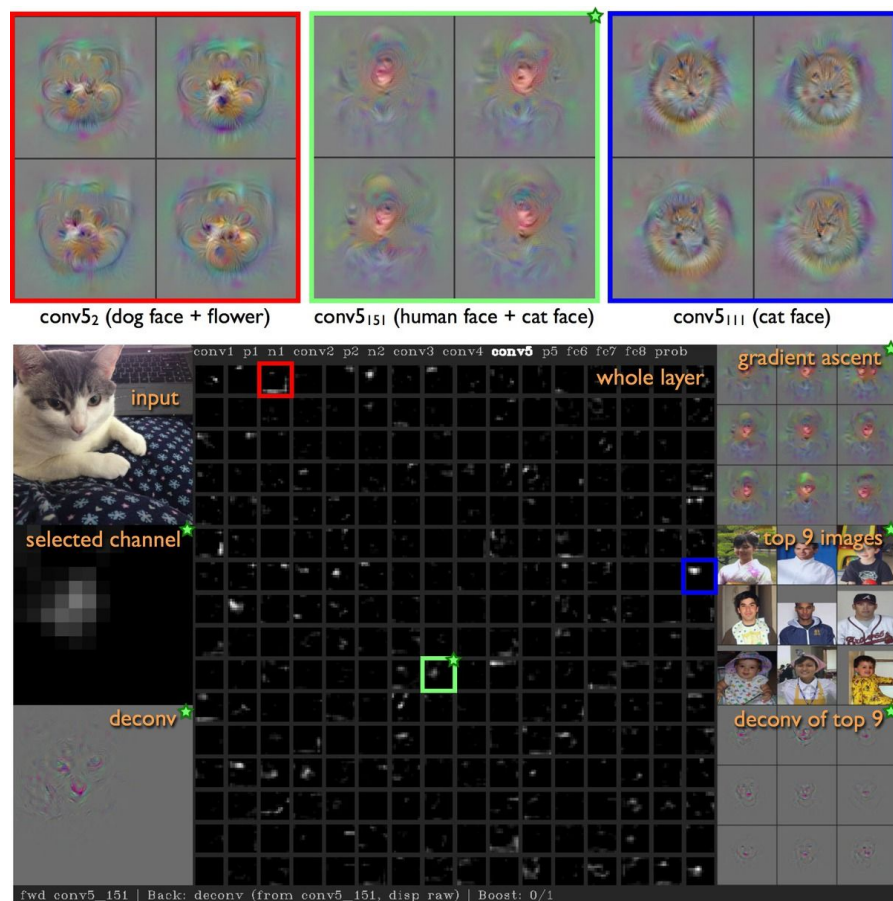 conv5₂ (dog face + flower)
conv5₁₅₁ (human face + cat face)
conv5₁₁₁ (cat face)
conv1 p1 n1 conv2 p2 n2 conv3 conv4 conv5 p5 fc6 fc7 fc8 prob
input
whole layer
gradient ascent
selected channel
top 9 images
deconv
deconv of top 9
fwd conv5_151 | Back: deconv (from conv5_151, disp raw) | Boost: 0/1